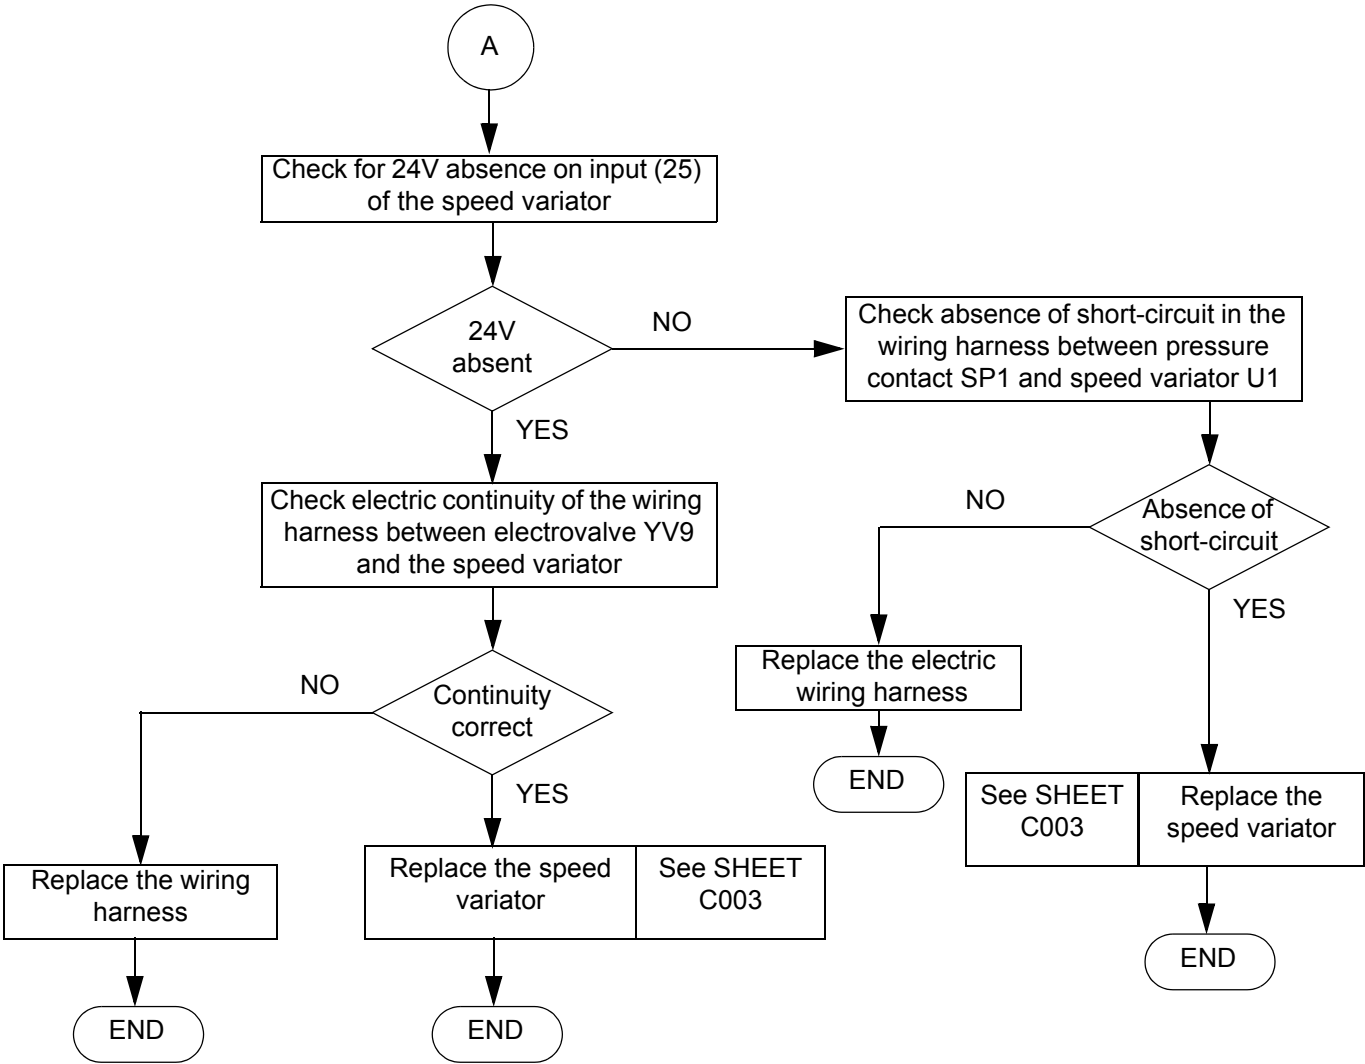 A
Check for 24V absence on input (25)
of the speed variator
24V
absent
NO
YES
Check absence of short-circuit in the
wiring harness between pressure
contact SP1 and speed variator U1
Check electric continuity of the wiring
harness between electrovalve YV9
and the speed variator
NO
Absence of
short-circuit
YES
Replace the electric
wiring harness
END
NO
Continuity
correct
YES
See SHEET
C003
Replace the
speed variator
END
Replace the wiring
harness
END
Replace the speed
variator
See SHEET
C003
END